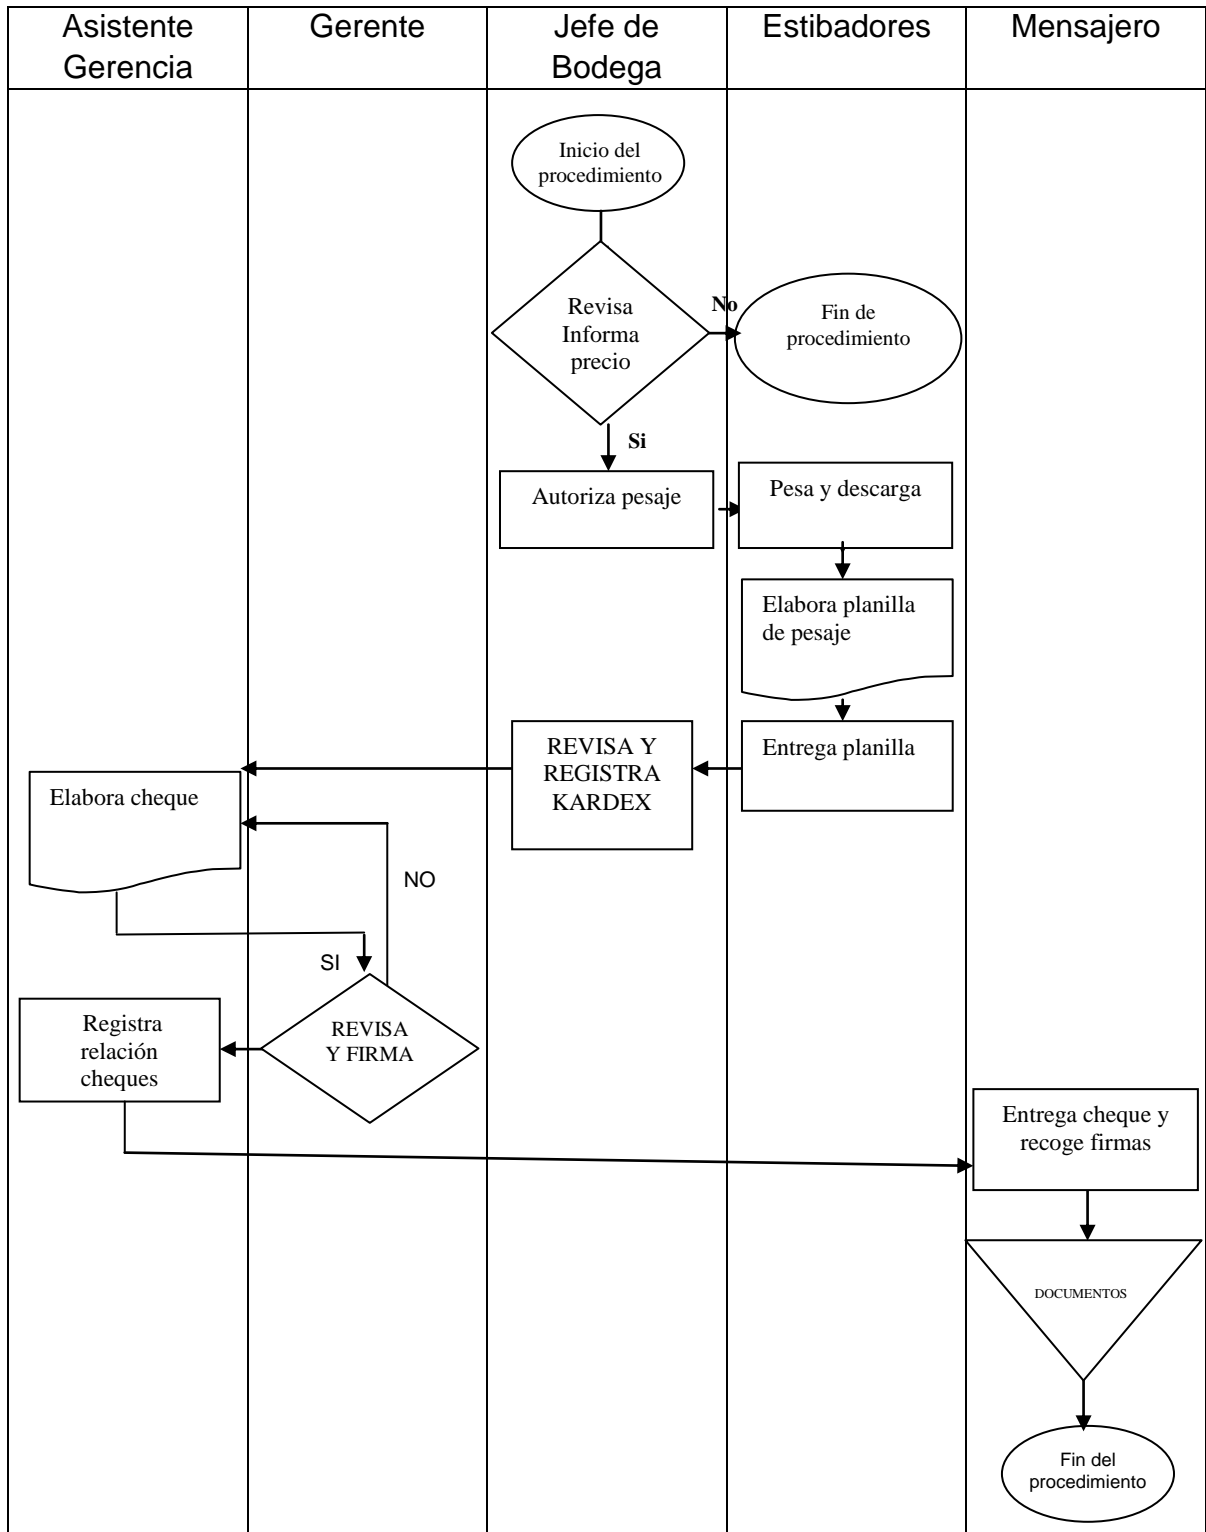 Asistente
Gerencia
Gerente
Jefe de
Bodega
Estibadores
Mensajero
Inicio del
procedimiento
Revisa
Informa
precio
No
Fin de
procedimiento
Si
Autoriza pesaje
Pesa y descarga
Elabora planilla
de pesaje
Entrega planilla
REVISA Y
REGISTRA
KARDEX
Elabora cheque
NO
SI
REVISA
Y FIRMA
Registra
relación
cheques
Entrega cheque y
recoge firmas
DOCUMENTOS
Fin del
procedimiento